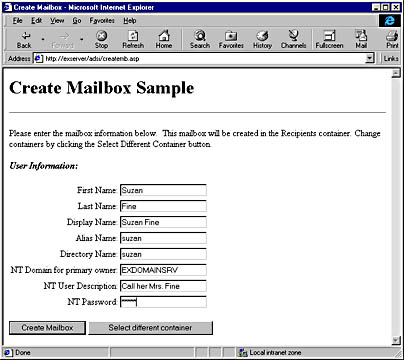 Create Mailbox - Microsoft Internet Explorer
File Edit View Go Favorites Help
Back Forward Stop Refresh Home Search Favorites History Channels Fullscreen Mail Print
Address http://exserver/adsi/createmb.asp Links
Create Mailbox Sample
Please enter the mailbox information below. This mailbox will be created in the Recipients container. Change
containers by clicking the Select Different Container button.
User Information:
First Name: Suzan
Last Name: Fine
Display Name: Suzan Fine
Alias Name: suzan
Directory Name: suzan
NT Domain for primary owner: EXDOMAINSRV
NT User Description: Call her Mrs. Fine
NT Password: *****
Create Mailbox Select different container
Done Local intranet zone